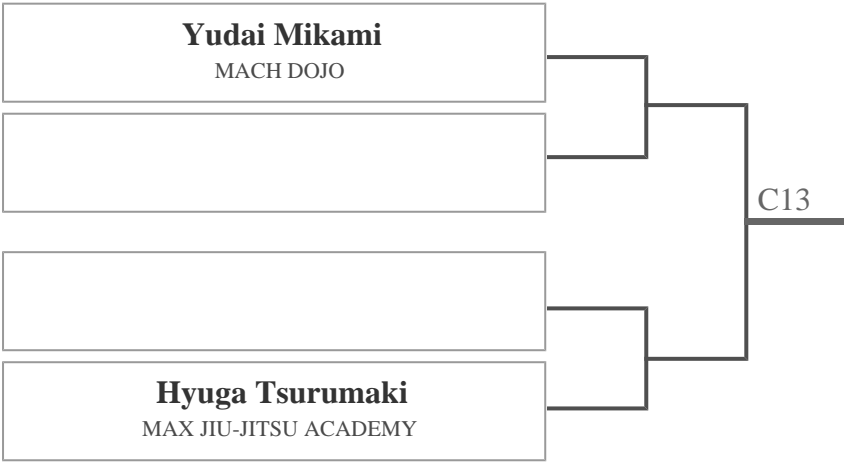 Yudai Mikami
MACH DOJO
C13
Hyuga Tsurumaki
MAX JIU-JITSU ACADEMY